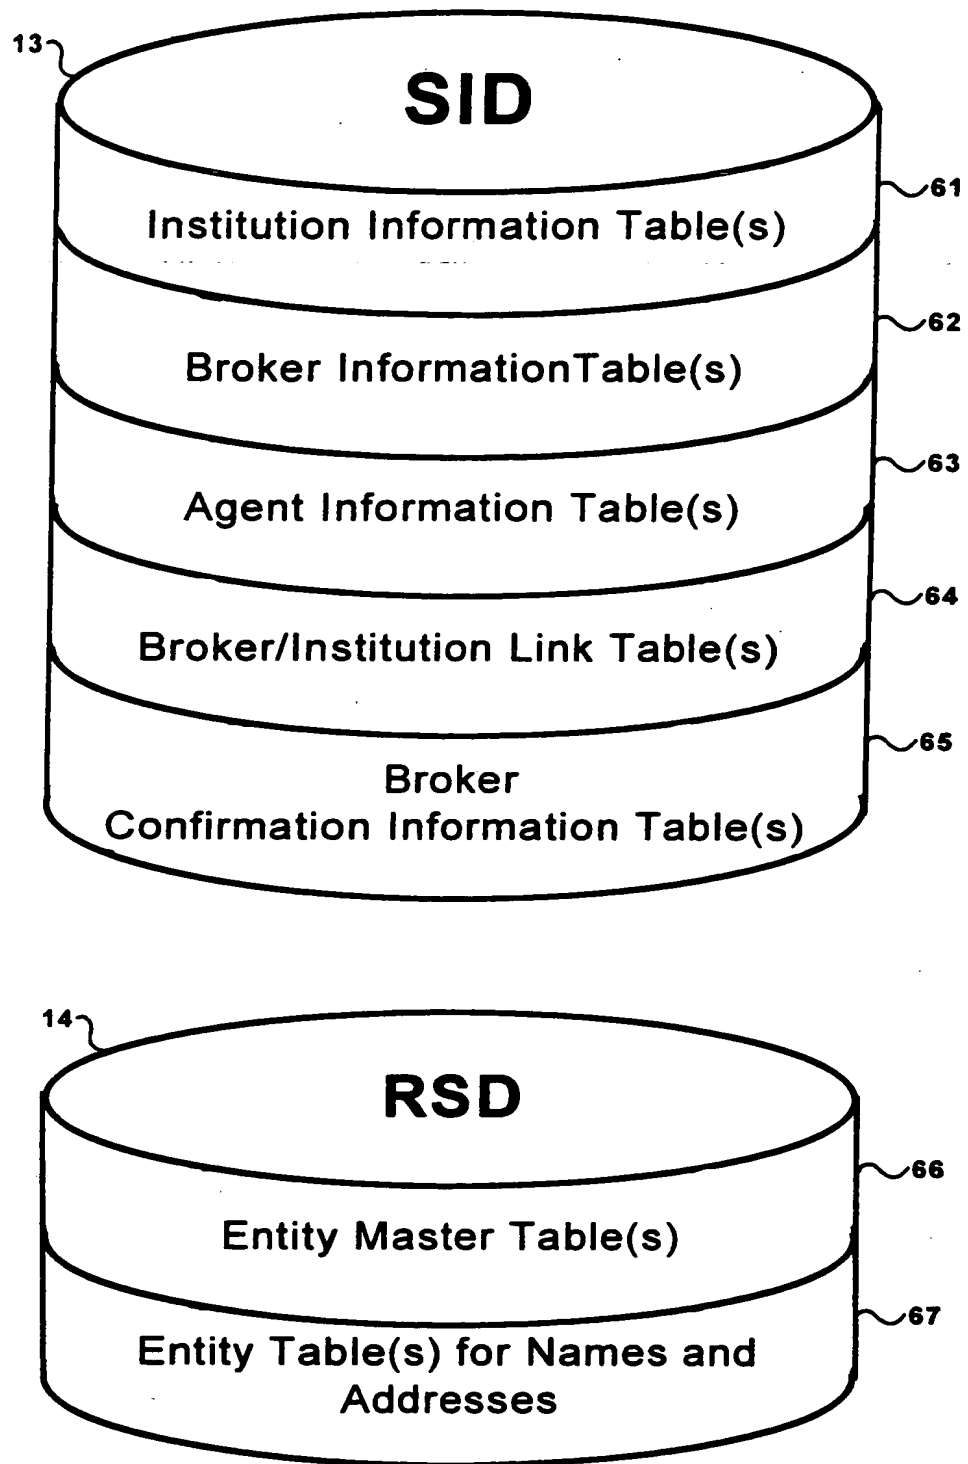 13
SID
61
Institution Information Table(s)
62
Broker InformationTable(s)
63
Agent Information Table(s)
64
Broker/Institution Link Table(s)
65
Broker
Confirmation Information Table(s)
14
RSD
66
Entity Master Table(s)
67
Entity Table(s) for Names and
Addresses